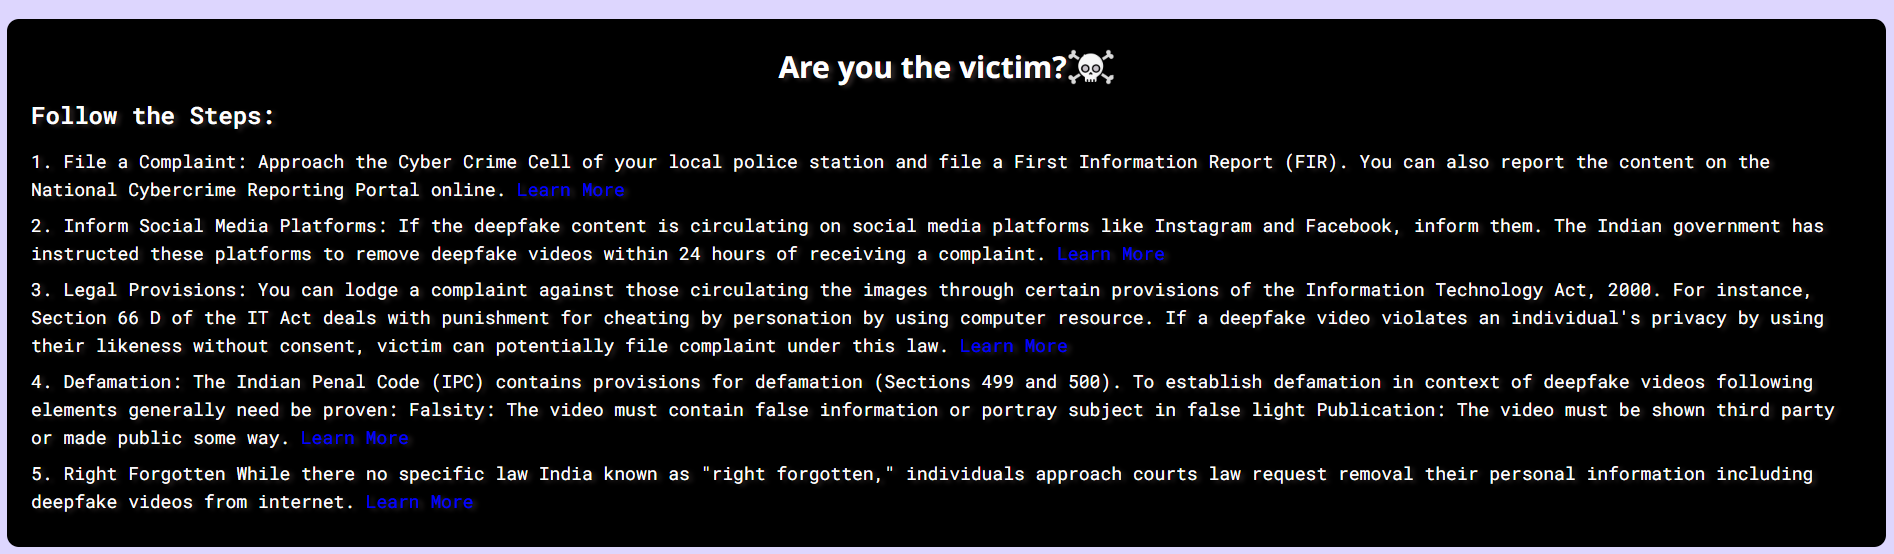 Are you the victim?☠
Follow the Steps:
1. File a Complaint: Approach the Cyber Crime Cell of your local police station and file a First Information Report (FIR). You can also report the content on the
National Cybercrime Reporting Portal online. Learn More
2. Inform Social Media Platforms: If the deepfake content is circulating on social media platforms like Instagram and Facebook, inform them. The Indian government has
instructed these platforms to remove deepfake videos within 24 hours of receiving a complaint. Learn More
3. Legal Provisions: You can lodge a complaint against those circulating the images through certain provisions of the Information Technology Act, 2000. For instance,
Section 66 D of the IT Act deals with punishment for cheating by personation by using computer resource. If a deepfake video violates an individual's privacy by using
their likeness without consent, victim can potentially file complaint under this law. Learn More
4. Defamation: The Indian Penal Code (IPC) contains provisions for defamation (Sections 499 and 500). To establish defamation in context of deepfake videos following
elements generally need be proven: Falsity: The video must contain false information or portray subject in false light Publication: The video must be shown third party
or made public some way. Learn More
5. Right Forgotten While there no specific law India known as "right forgotten," individuals approach courts law request removal their personal information including
deepfake videos from internet. Learn More